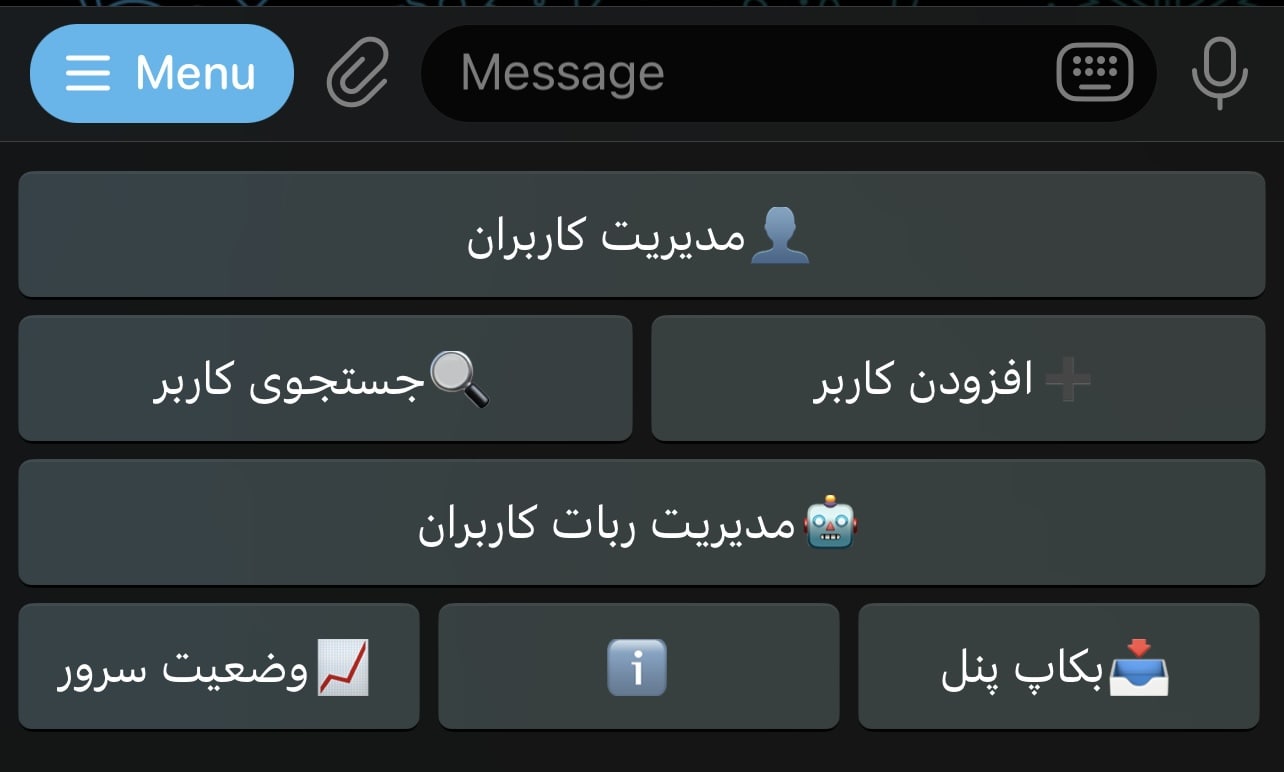 Menu
Message
👤مدیریت کاربران
➕افزودن کاربر
🔍جستجوی کاربر
🤖مدیریت ربات کاربران
📥بکاپ پنل
ℹ️
📈وضعیت سرور